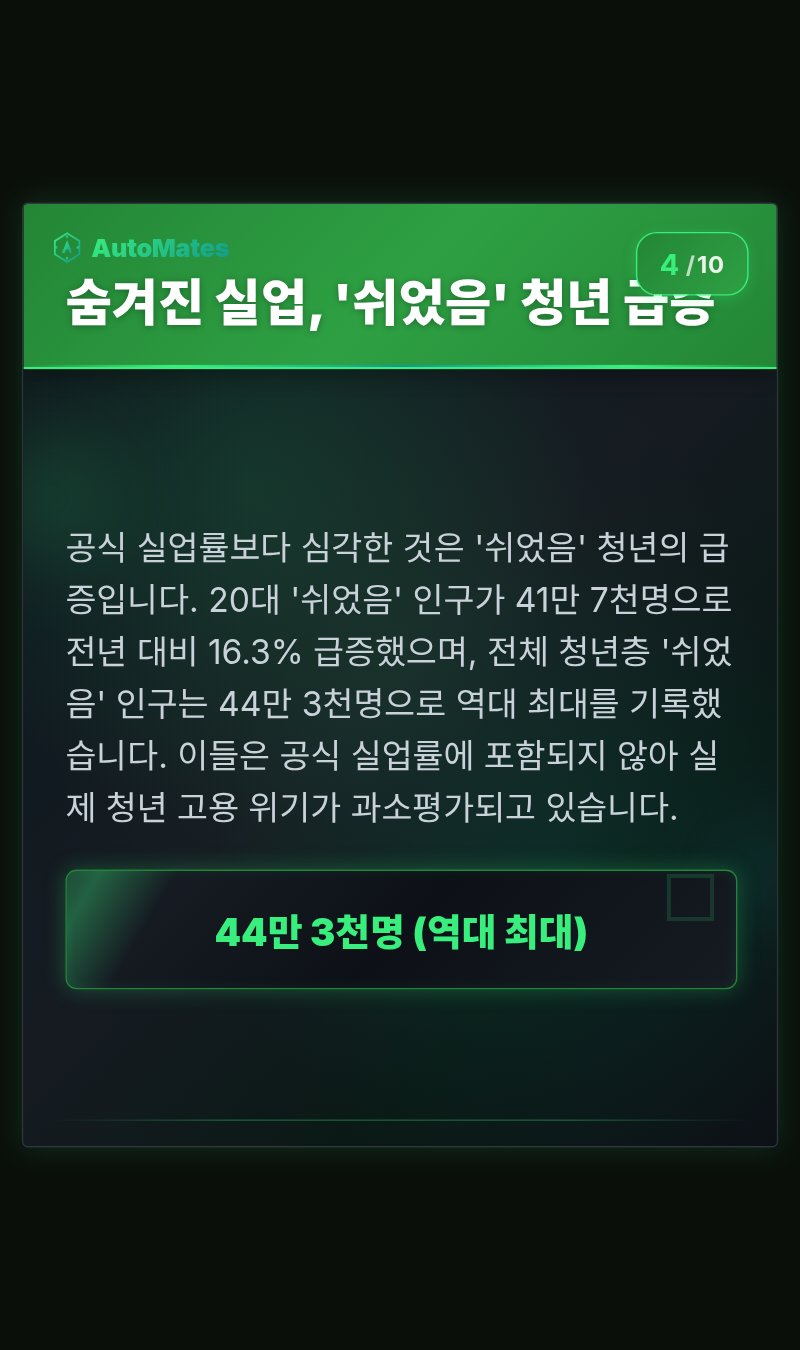 AutoMates
4 /10
숨겨진 실업, '쉬었음' 청년 급증
공식 실업률보다 심각한 것은 '쉬었음' 청년의 급
증입니다. 20대 '쉬었음' 인구가 41만 7천명으로
전년 대비 16.3% 급증했으며, 전체 청년층 '쉬었
음' 인구는 44만 3천명으로 역대 최대를 기록했
습니다. 이들은 공식 실업률에 포함되지 않아 실
제 청년 고용 위기가 과소평가되고 있습니다.
44만 3천명 (역대 최대)